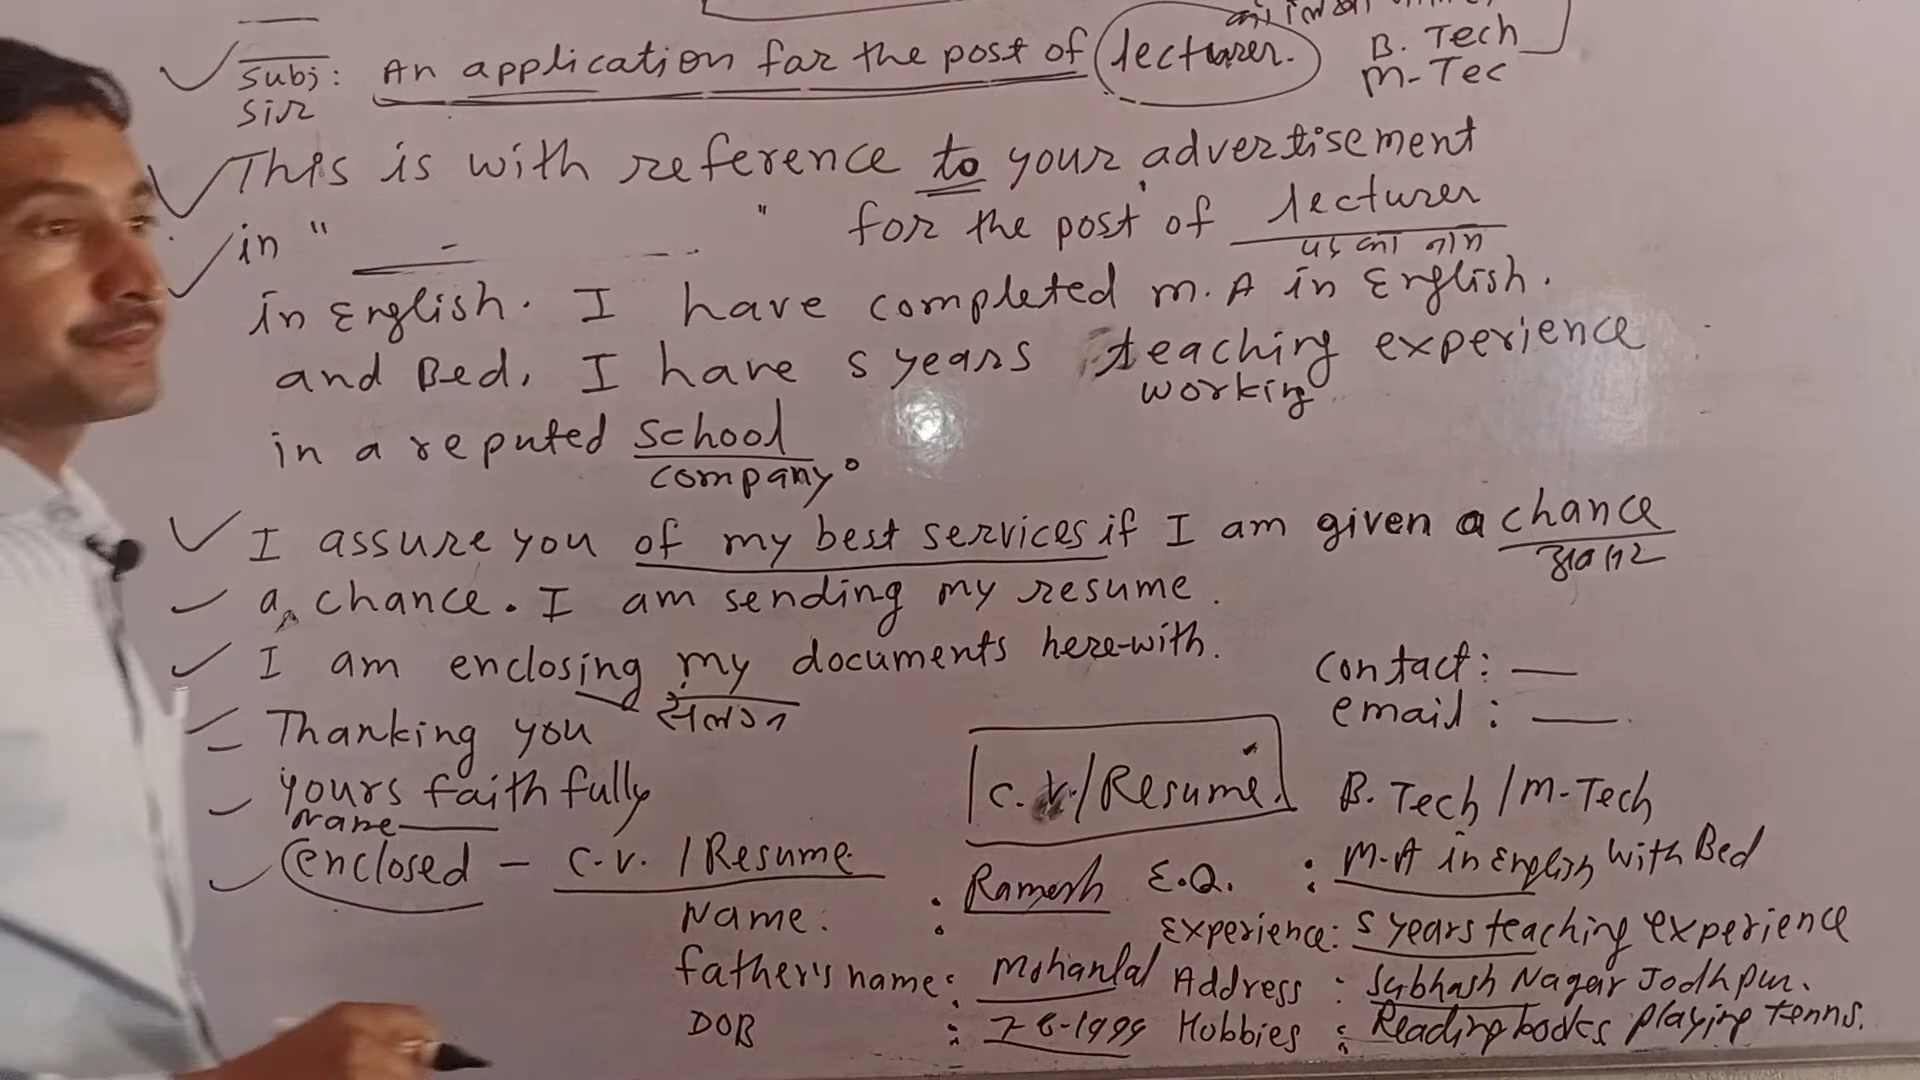 B. Tech
M-Tec
Subj: An application for the post of lecturer.
Sir
This is with reference to your advertisement
in " " for the post of lecturer
पद का नाम
in English. I have completed M.A in English.
and Bed, I have 5 years teaching experience
working
in a reputed school
company.
I assure you of my best services if I am given a chance
अवसर
a chance. I am sending my resume.
I am enclosing my documents here-with.
संलग्न
Thanking you
Yours faithfully
Name
enclosed - C.V. / Resume
contact: —
email: —
C.V./Resume.
B. Tech / M-Tech
Name: Ramesh
father's name: Mohanlal
DOB : 7-8-1994
E.Q. : M.A in English with Bed
Experience: 5 years teaching experience
Address : Subhash Nagar Jodhpur.
Hobbies : Reading books playing tenns.